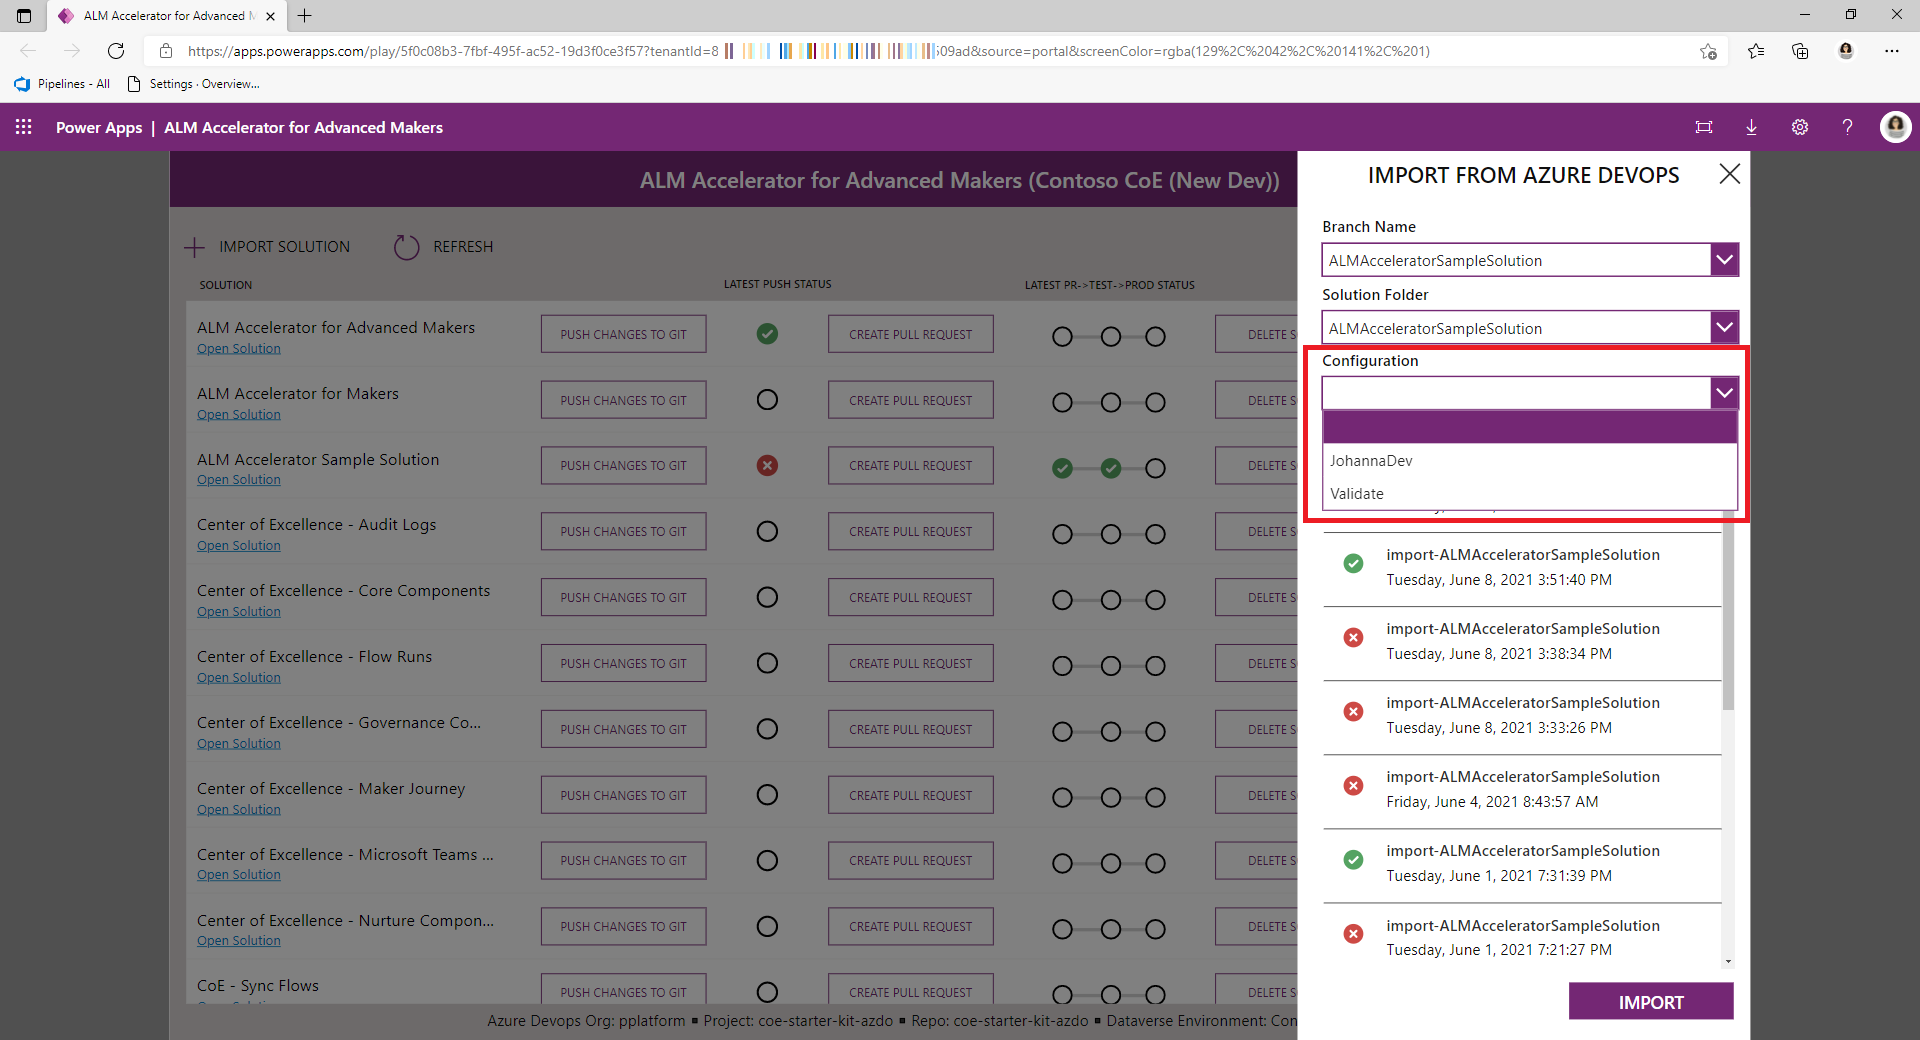 ALM Accelerator for Advanced M
https://apps.powerapps.com/play/5f0c08b3-7fbf-495f-ac52-19d3f0ce3f57?tenantId=8 509ad&source=portal&screenColor=rgba(129%2C%2042%2C%20141%2C%201)
Pipelines - All
Settings · Overview...
Power Apps | ALM Accelerator for Advanced Makers
ALM Accelerator for Advanced Makers (Contoso CoE (New Dev))
IMPORT SOLUTION
REFRESH
SOLUTION
LATEST PUSH STATUS
LATEST PR->TEST->PROD STATUS
ALM Accelerator for Advanced Makers
Open Solution
PUSH CHANGES TO GIT
CREATE PULL REQUEST
DELETE S
ALM Accelerator for Makers
Open Solution
PUSH CHANGES TO GIT
CREATE PULL REQUEST
DELETE S
ALM Accelerator Sample Solution
Open Solution
PUSH CHANGES TO GIT
CREATE PULL REQUEST
DELETE S
Center of Excellence - Audit Logs
Open Solution
PUSH CHANGES TO GIT
CREATE PULL REQUEST
DELETE S
Center of Excellence - Core Components
Open Solution
PUSH CHANGES TO GIT
CREATE PULL REQUEST
DELETE S
Center of Excellence - Flow Runs
Open Solution
PUSH CHANGES TO GIT
CREATE PULL REQUEST
DELETE S
Center of Excellence - Governance Co...
Open Solution
PUSH CHANGES TO GIT
CREATE PULL REQUEST
DELETE S
Center of Excellence - Maker Journey
Open Solution
PUSH CHANGES TO GIT
CREATE PULL REQUEST
DELETE S
Center of Excellence - Microsoft Teams ...
Open Solution
PUSH CHANGES TO GIT
CREATE PULL REQUEST
DELETE S
Center of Excellence - Nurture Compon...
Open Solution
PUSH CHANGES TO GIT
CREATE PULL REQUEST
DELETE S
CoE - Sync Flows
PUSH CHANGES TO GIT
CREATE PULL REQUEST
DELETE S
Azure Devops Org: pplatform ▪ Project: coe-starter-kit-azdo ▪ Repo: coe-starter-kit-azdo ▪ Dataverse Environment: Con
IMPORT FROM AZURE DEVOPS
Branch Name
ALMAcceleratorSampleSolution
Solution Folder
ALMAcceleratorSampleSolution
Configuration
JohannaDev
Validate
import-ALMAcceleratorSampleSolution
Tuesday, June 8, 2021 3:51:40 PM
import-ALMAcceleratorSampleSolution
Tuesday, June 8, 2021 3:38:34 PM
import-ALMAcceleratorSampleSolution
Tuesday, June 8, 2021 3:33:26 PM
import-ALMAcceleratorSampleSolution
Friday, June 4, 2021 8:43:57 AM
import-ALMAcceleratorSampleSolution
Tuesday, June 1, 2021 7:31:39 PM
import-ALMAcceleratorSampleSolution
Tuesday, June 1, 2021 7:21:27 PM
IMPORT